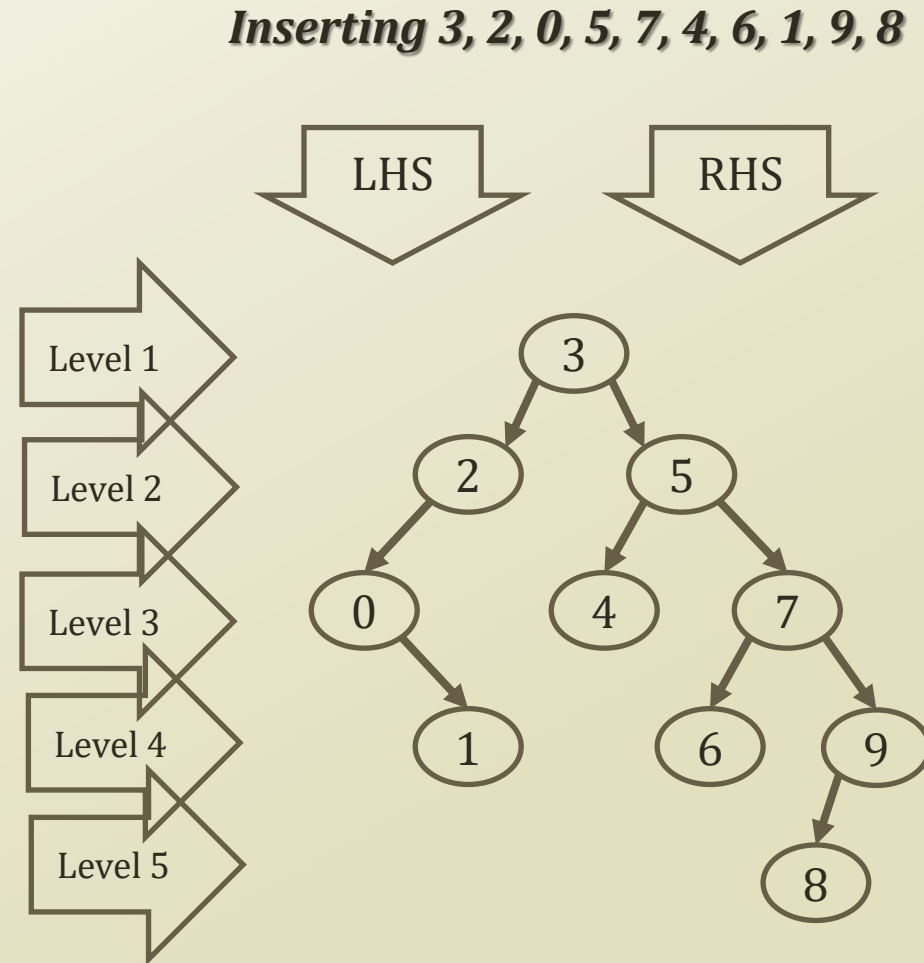 Inserting 3, 2, 0, 5, 7, 4, 6, 1, 9, 8
LHS RHS
Level 1
3
Level 2
2 5
Level 3
0 4 7
Level 4
1 6 9
Level 5
8